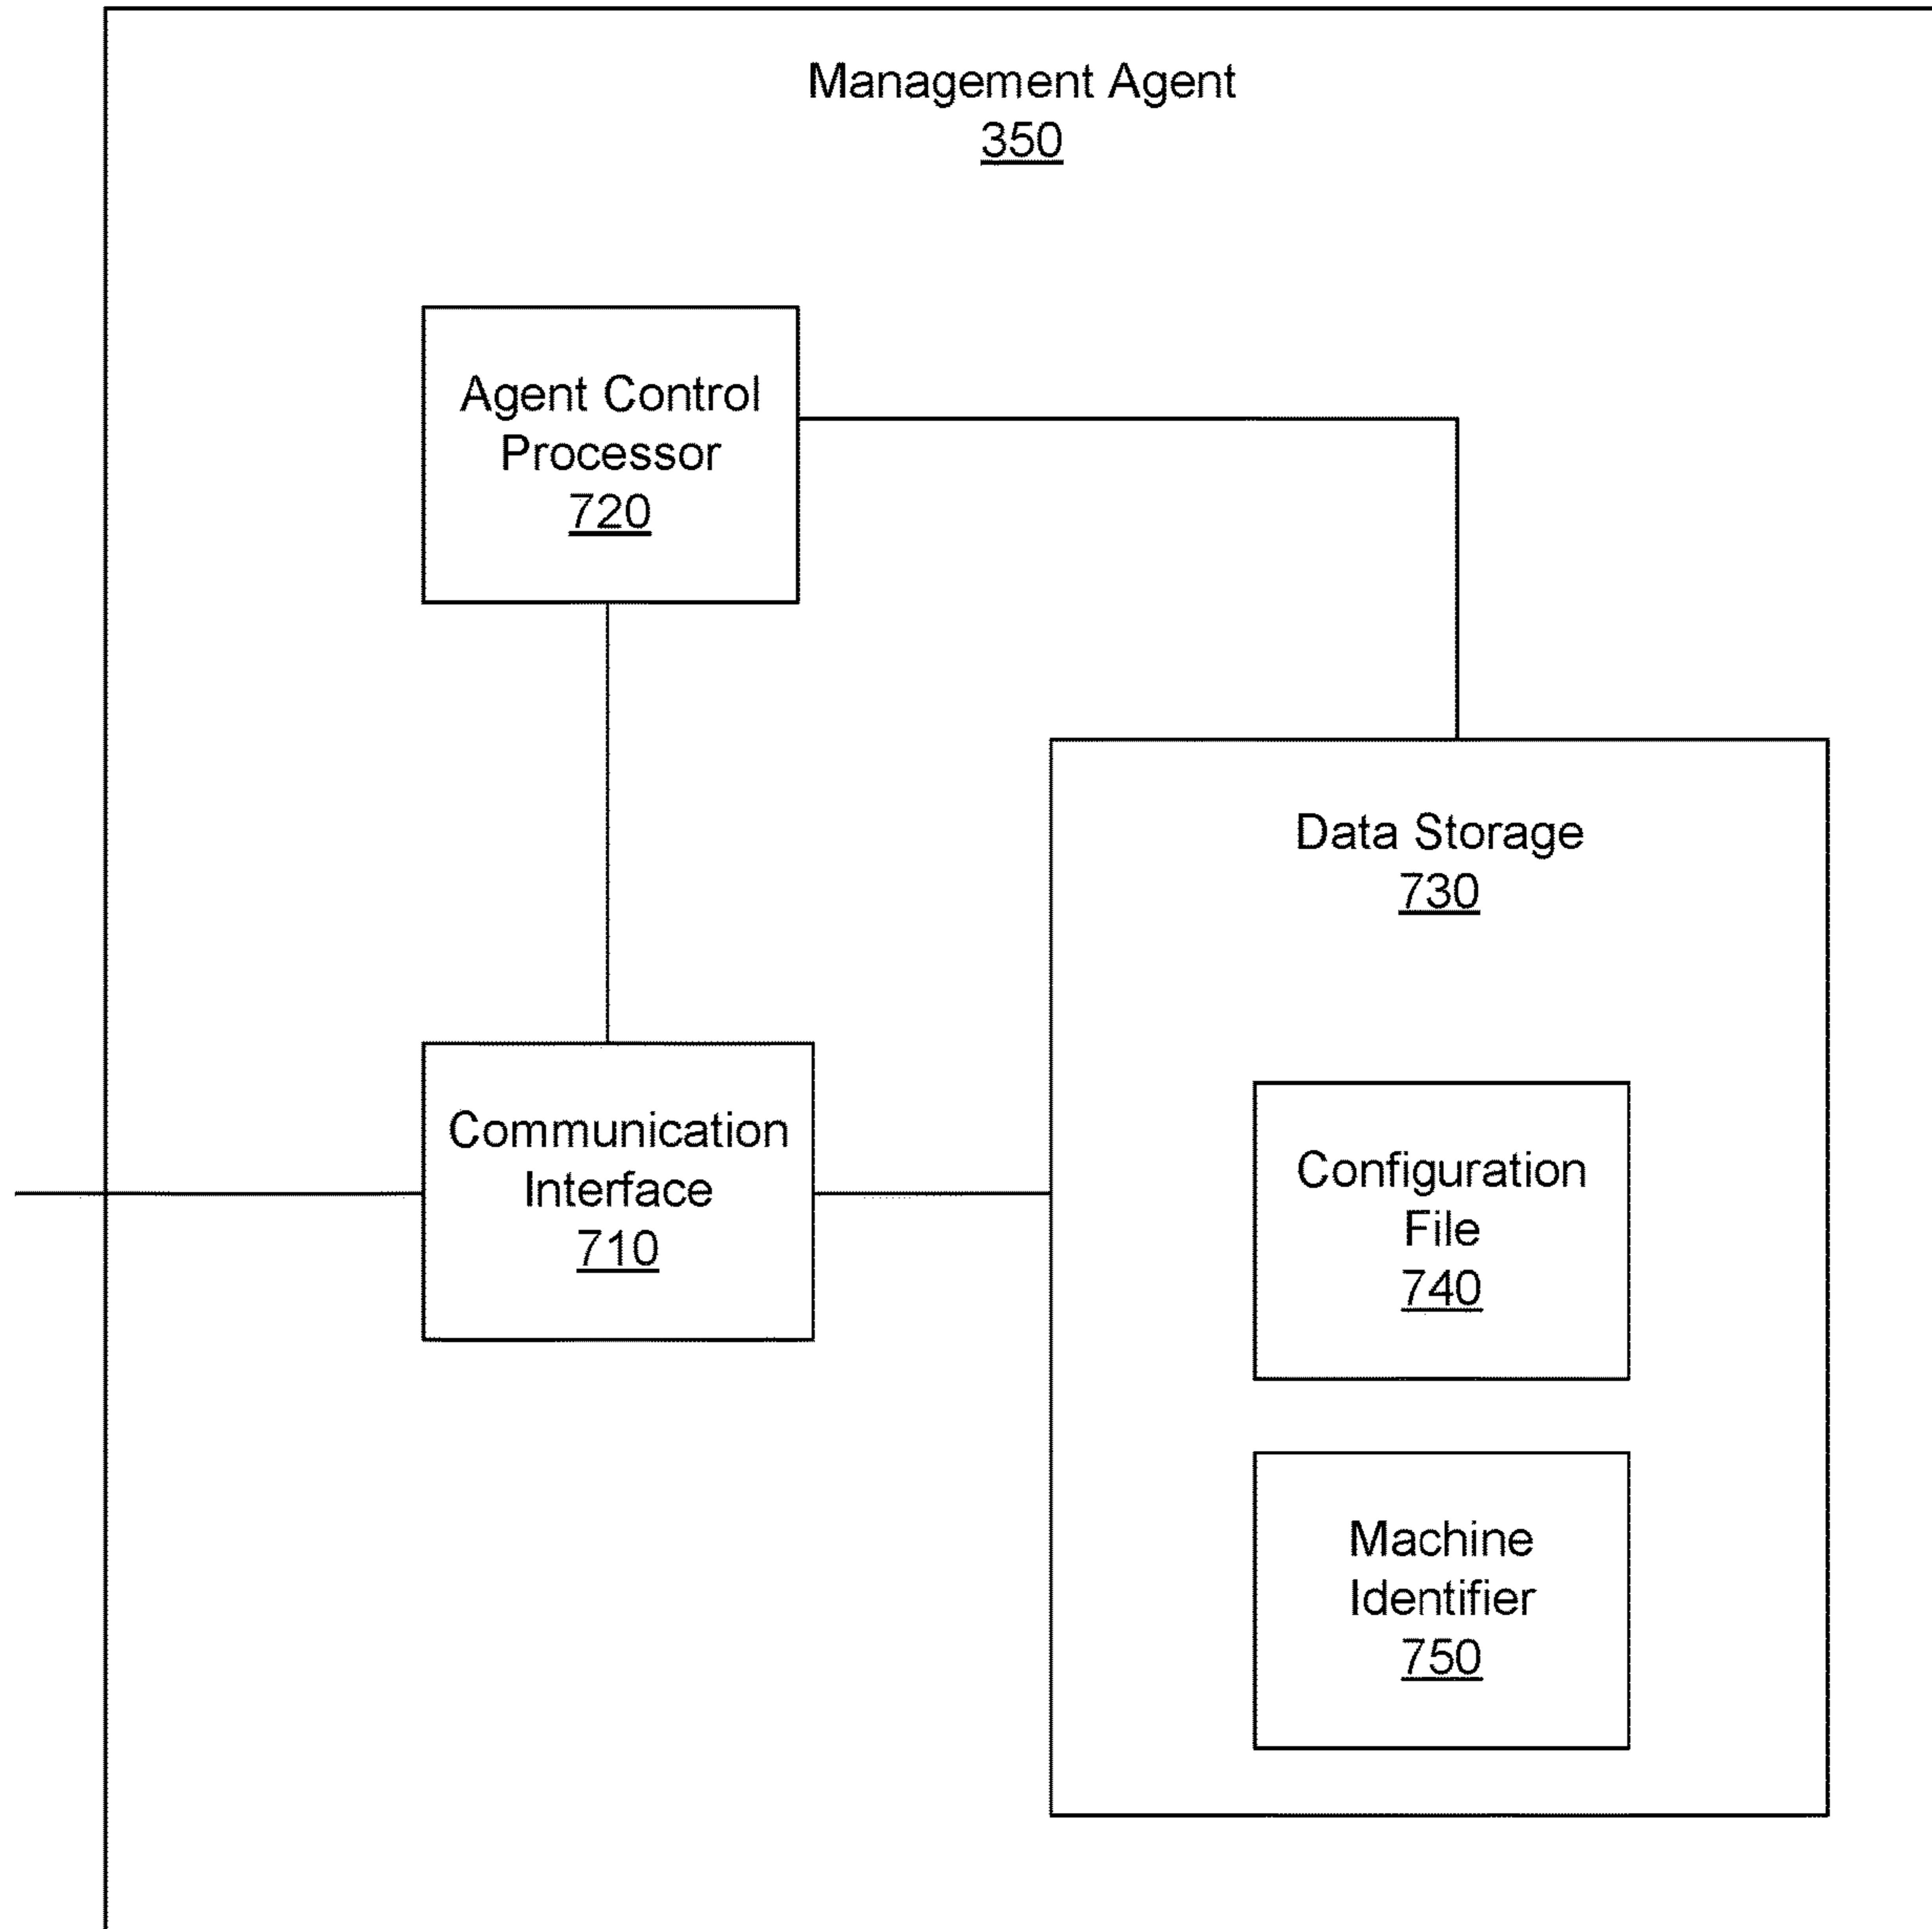 Management Agent
350
Agent Control
Processor
720
Data Storage
730
Communication
Interface
710
Configuration
File
740
Machine
Identifier
750